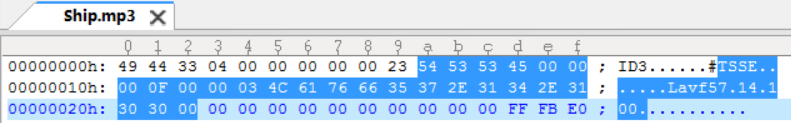 Ship.mp3
0 1 2 3 4 5 6 7 8 9 a b c d e f
00000000h: 49 44 33 04 00 00 00 00 00 23 54 53 53 45 00 00 ; ID3......#TSSE..
00000010h: 00 0F 00 00 03 4C 61 76 66 35 37 2E 31 34 2E 31 ; .....Lavf57.14.1
00000020h: 30 30 00 00 00 00 00 00 00 00 00 00 00 FF FB E0 ; 00..............